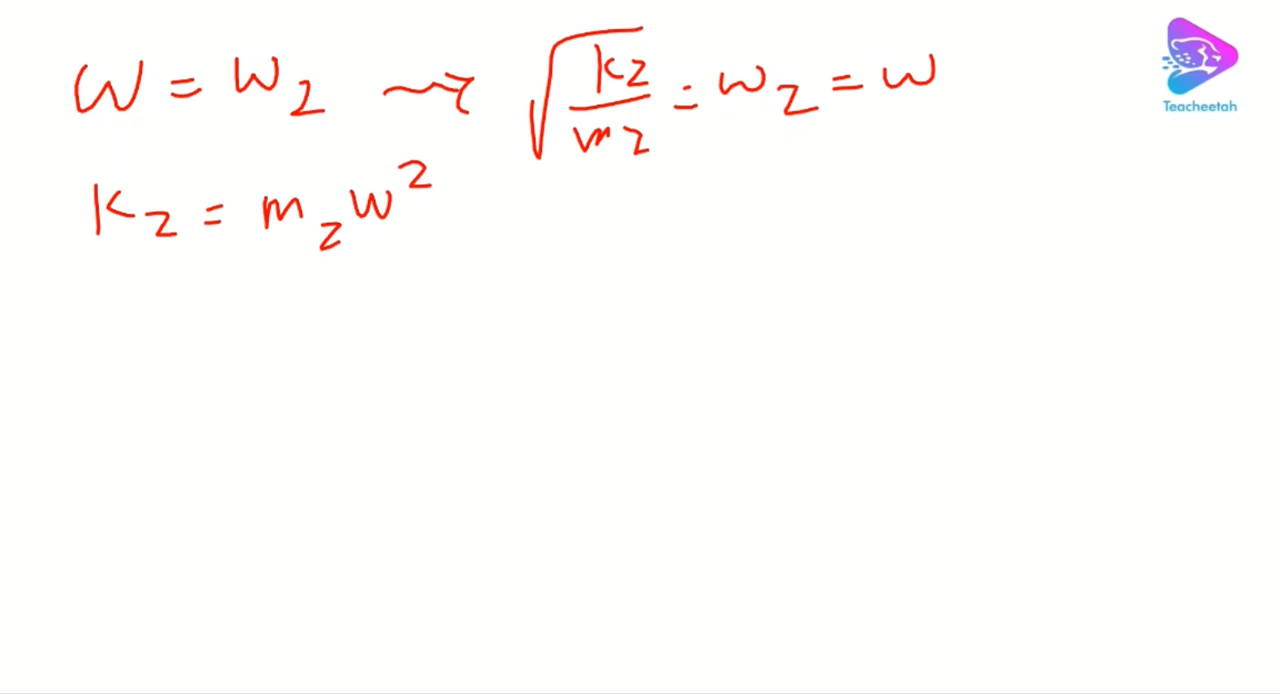 w = w₂ ⇝ √(k₂/m₂) = w₂ = w
Teacheetah
k₂ = m₂w²